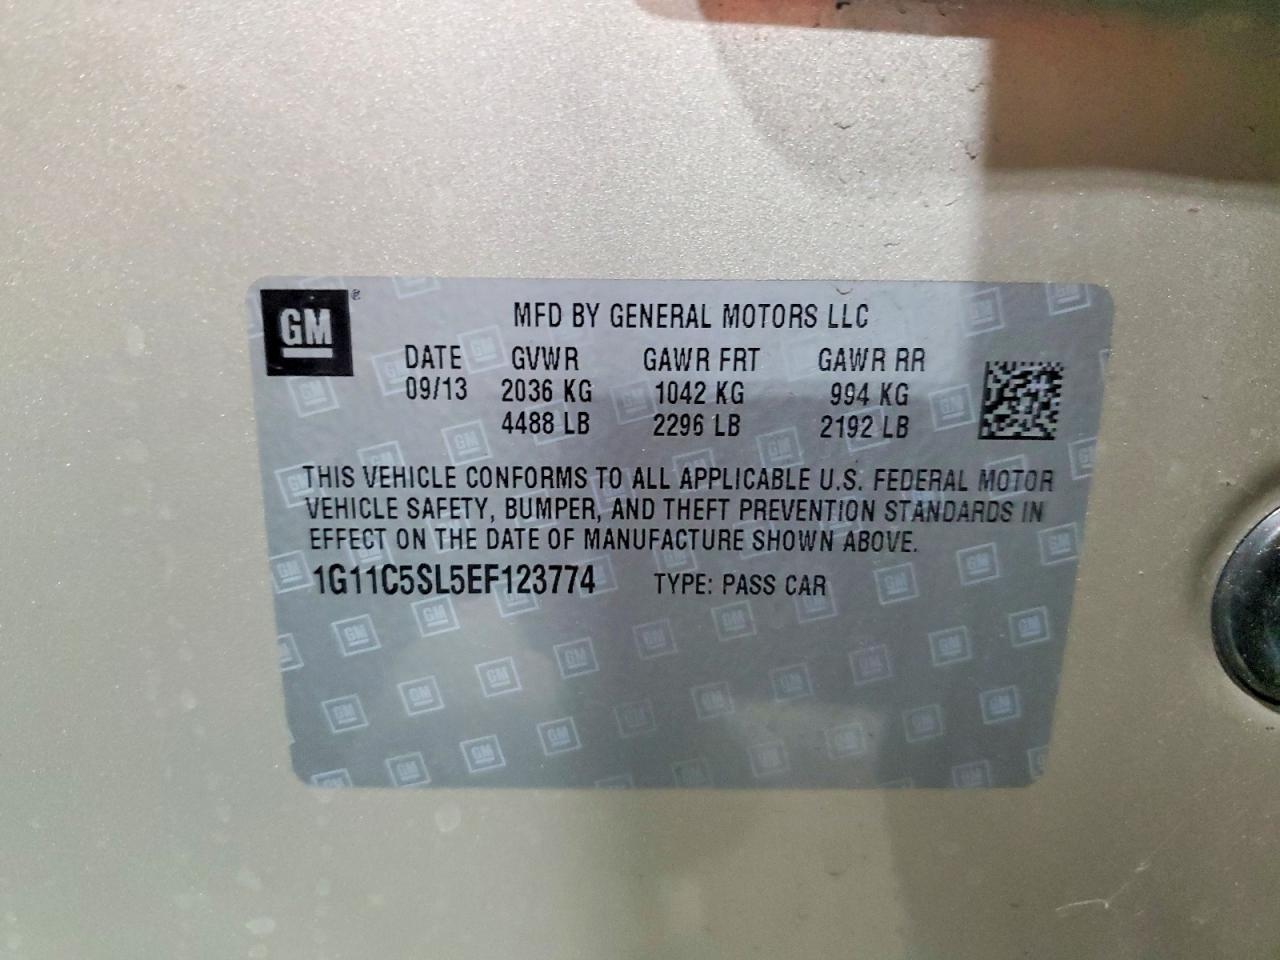 GM ®
MFD BY GENERAL MOTORS LLC
DATE GVWR GAWR FRT GAWR RR
09/13 2036 KG 1042 KG 994 KG
4488 LB 2296 LB 2192 LB
THIS VEHICLE CONFORMS TO ALL APPLICABLE U.S. FEDERAL MOTOR
VEHICLE SAFETY, BUMPER, AND THEFT PREVENTION STANDARDS IN
EFFECT ON THE DATE OF MANUFACTURE SHOWN ABOVE.
1G11C5SL5EF123774 TYPE: PASS CAR